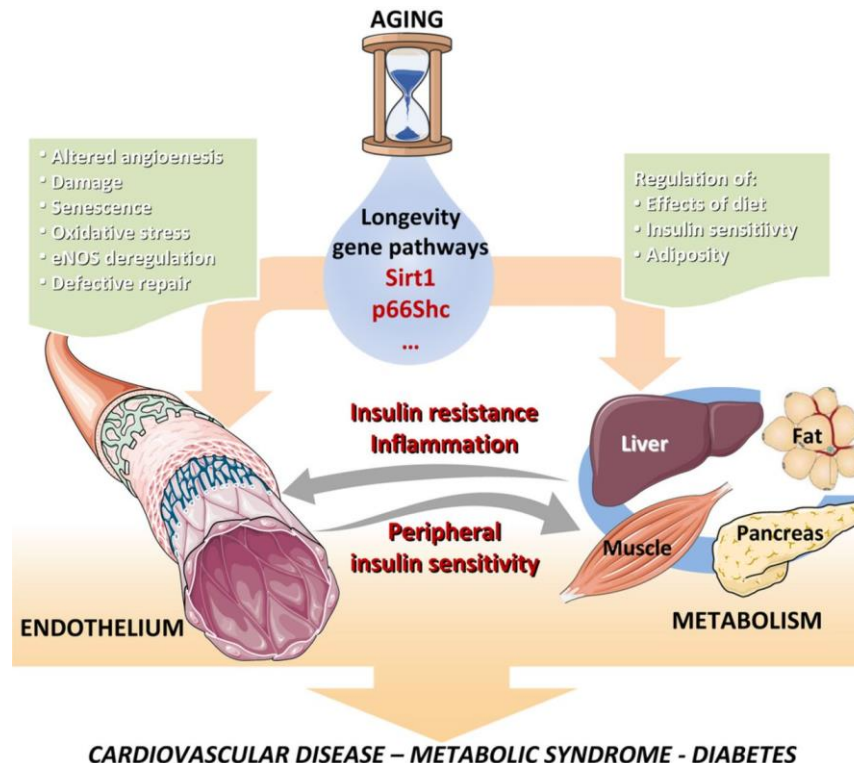 AGING
• Altered angioenesis
• Damage
• Senescence
• Oxidative stress
• eNOS deregulation
• Defective repair
Longevity
gene pathways
Sirt1
p66Shc
...
Regulation of:
• Effects of diet
• Insulin sensitiivty
• Adiposity
Insulin resistance
Inflammation
Peripheral
insulin sensitivity
Liver
Fat
Muscle
Pancreas
ENDOTHELIUM
METABOLISM
CARDIOVASCULAR DISEASE – METABOLIC SYNDROME - DIABETES